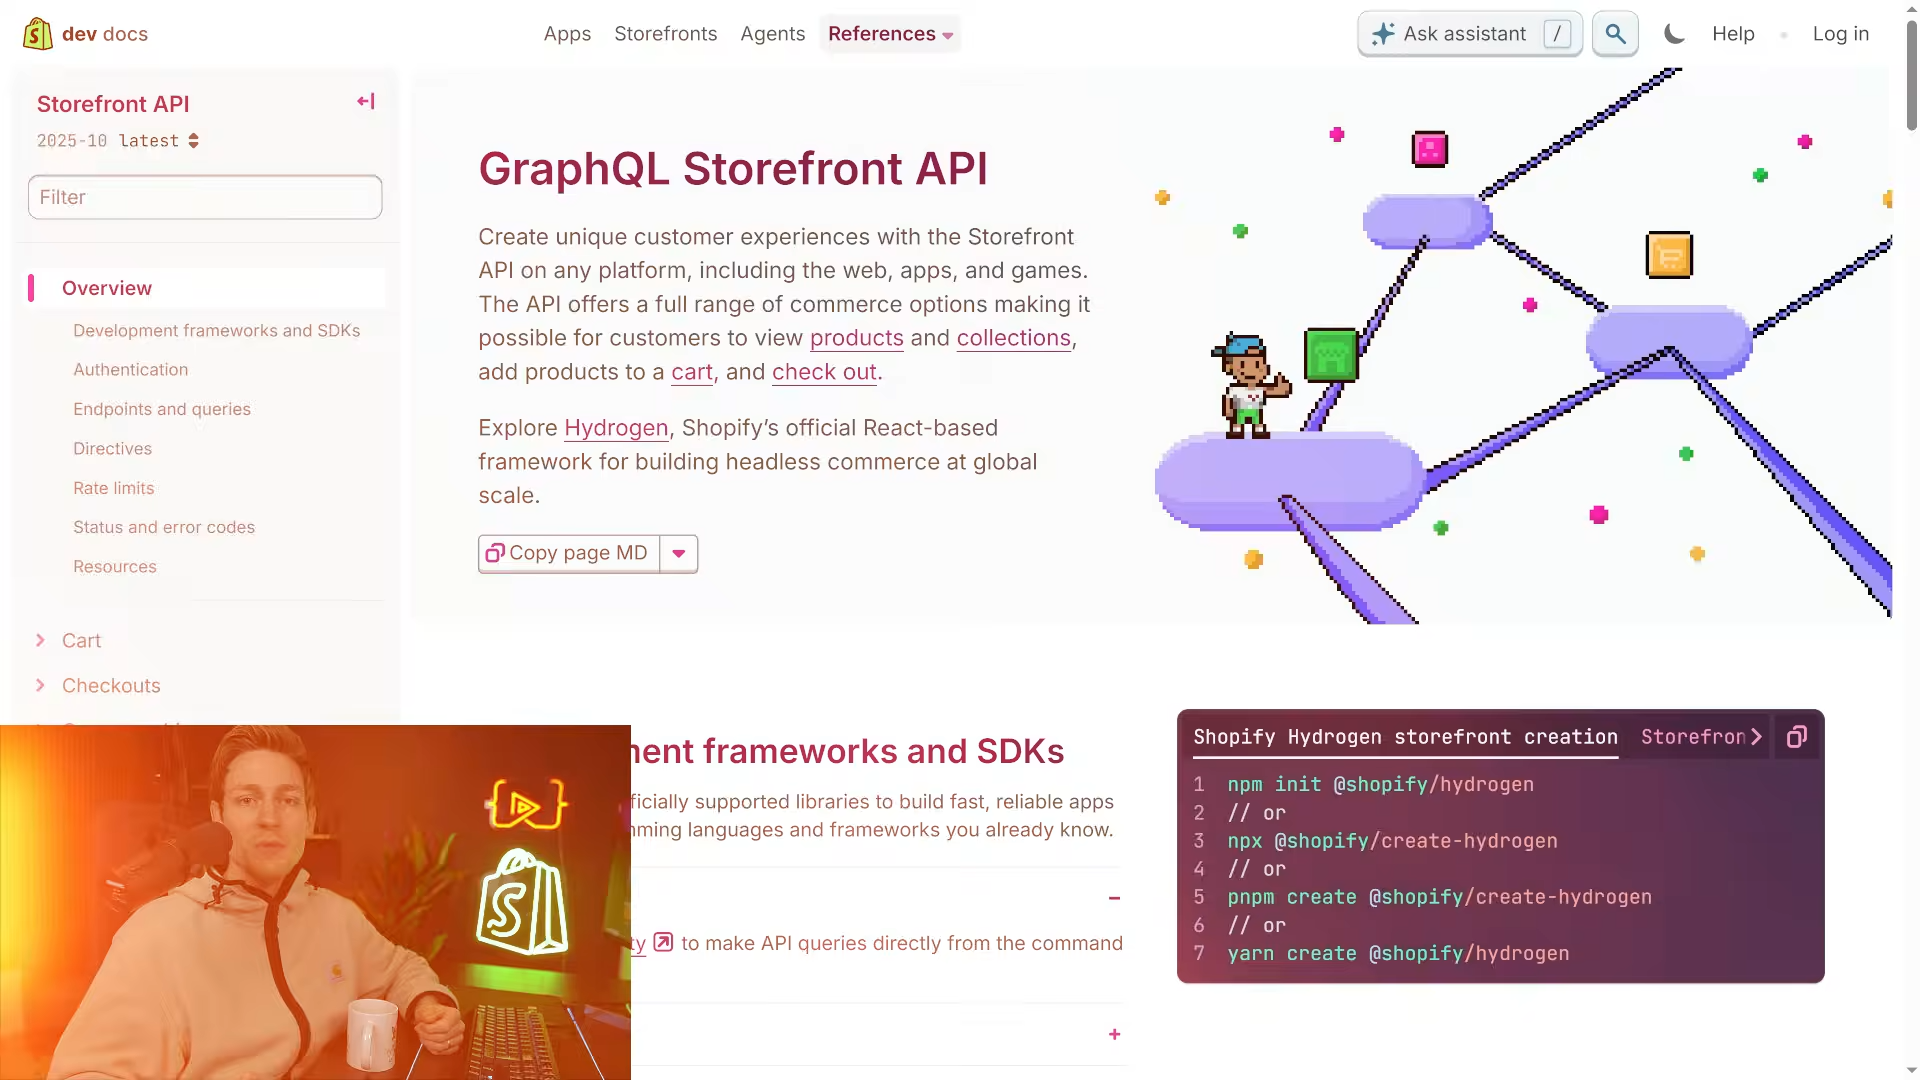 dev docs
Apps
Storefronts
Agents
References
Ask assistant
/
Help
Log in
Storefront API
2025-10 latest
Filter
Overview
Development frameworks and SDKs
Authentication
Endpoints and queries
Directives
Rate limits
Status and error codes
Resources
Cart
Checkouts
GraphQL Storefront API
Create unique customer experiences with the Storefront
API on any platform, including the web, apps, and games.
The API offers a full range of commerce options making it
possible for customers to view products and collections,
add products to a cart, and check out.
Explore Hydrogen, Shopify’s official React-based
framework for building headless commerce at global
scale.
Copy page MD
ment frameworks and SDKs
ficially supported libraries to build fast, reliable apps
mming languages and frameworks you already know.
ty to make API queries directly from the command
Shopify Hydrogen storefront creation
Storefron
1 npm init @shopify/hydrogen
2 // or
3 npx @shopify/create-hydrogen
4 // or
5 pnpm create @shopify/create-hydrogen
6 // or
7 yarn create @shopify/hydrogen